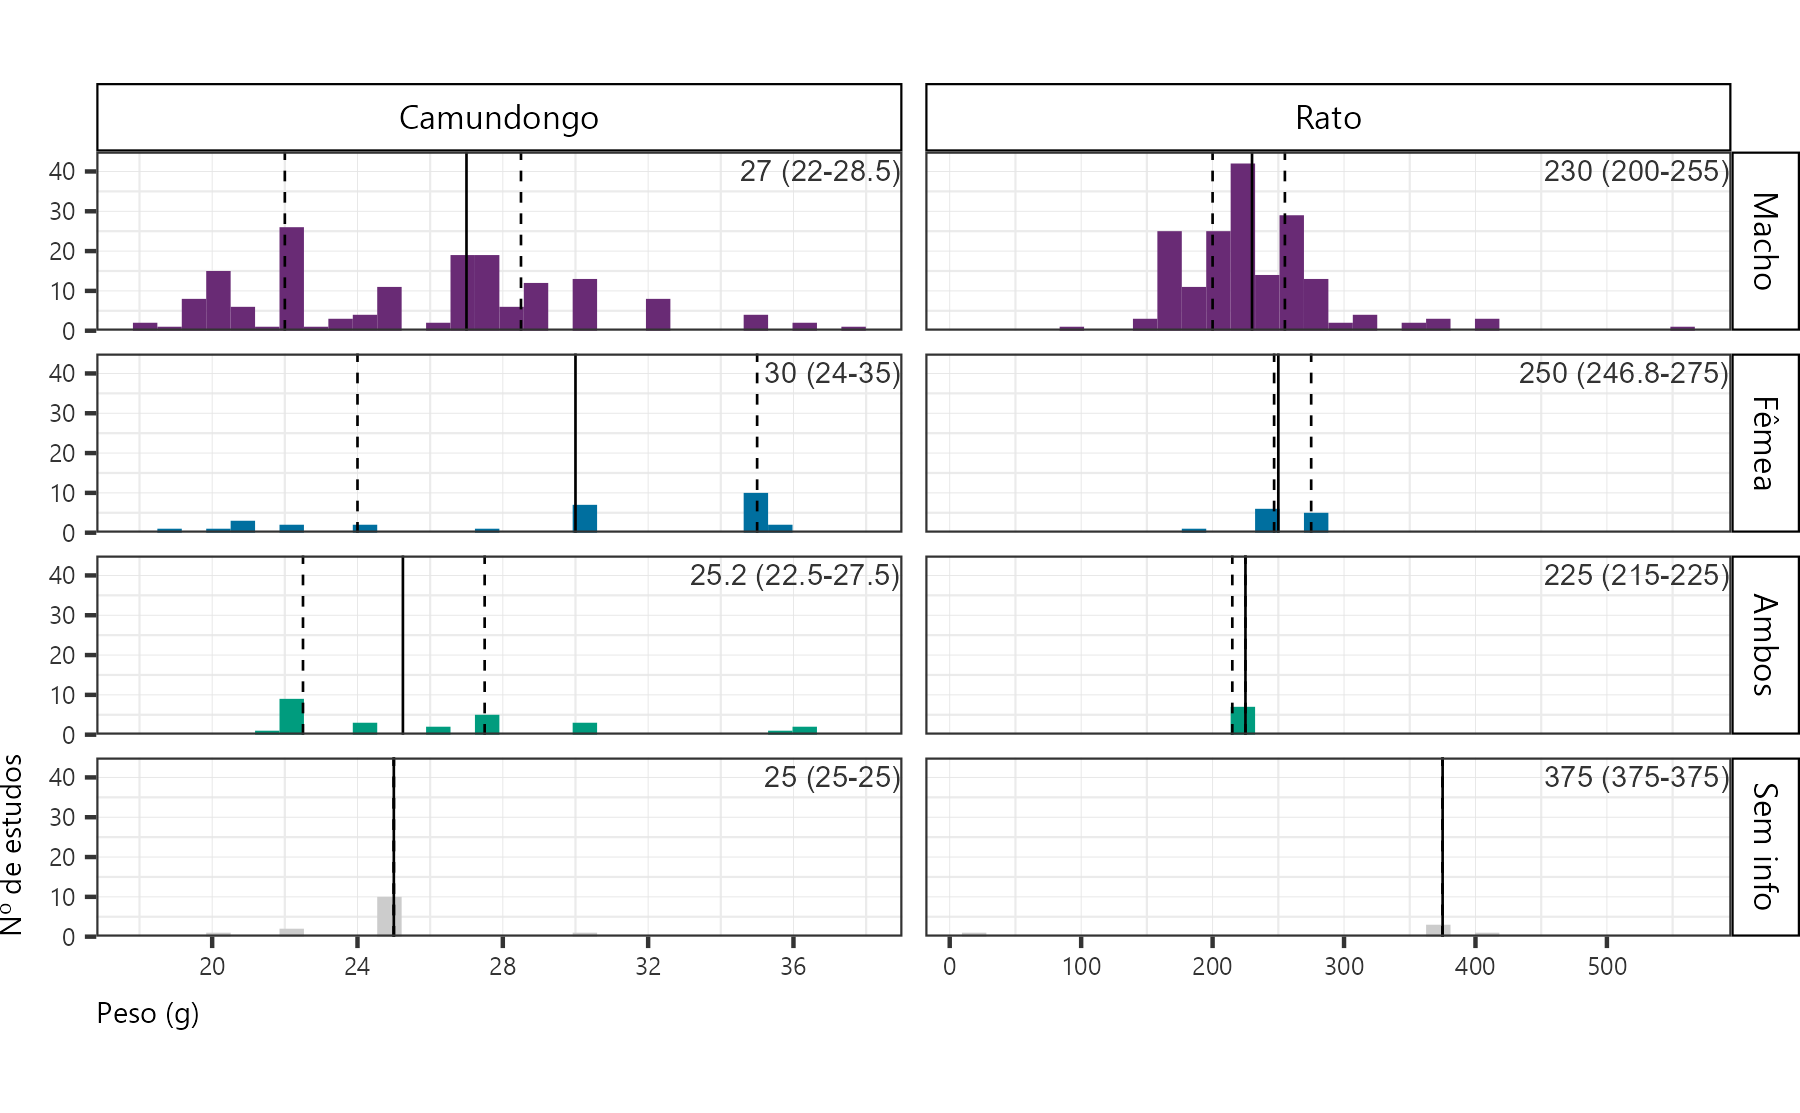 Camundongo
Rato
40
30
20
10
0
27 (22-28.5)
230 (200-255)
Macho
40
30
20
10
0
30 (24-35)
250 (246.8-275)
Fêmea
40
30
20
10
0
25.2 (22.5-27.5)
225 (215-225)
Ambos
40
30
20
10
0
25 (25-25)
375 (375-375)
Sem info
Nº de estudos
20 24 28 32 36
0 100 200 300 400 500
Peso (g)